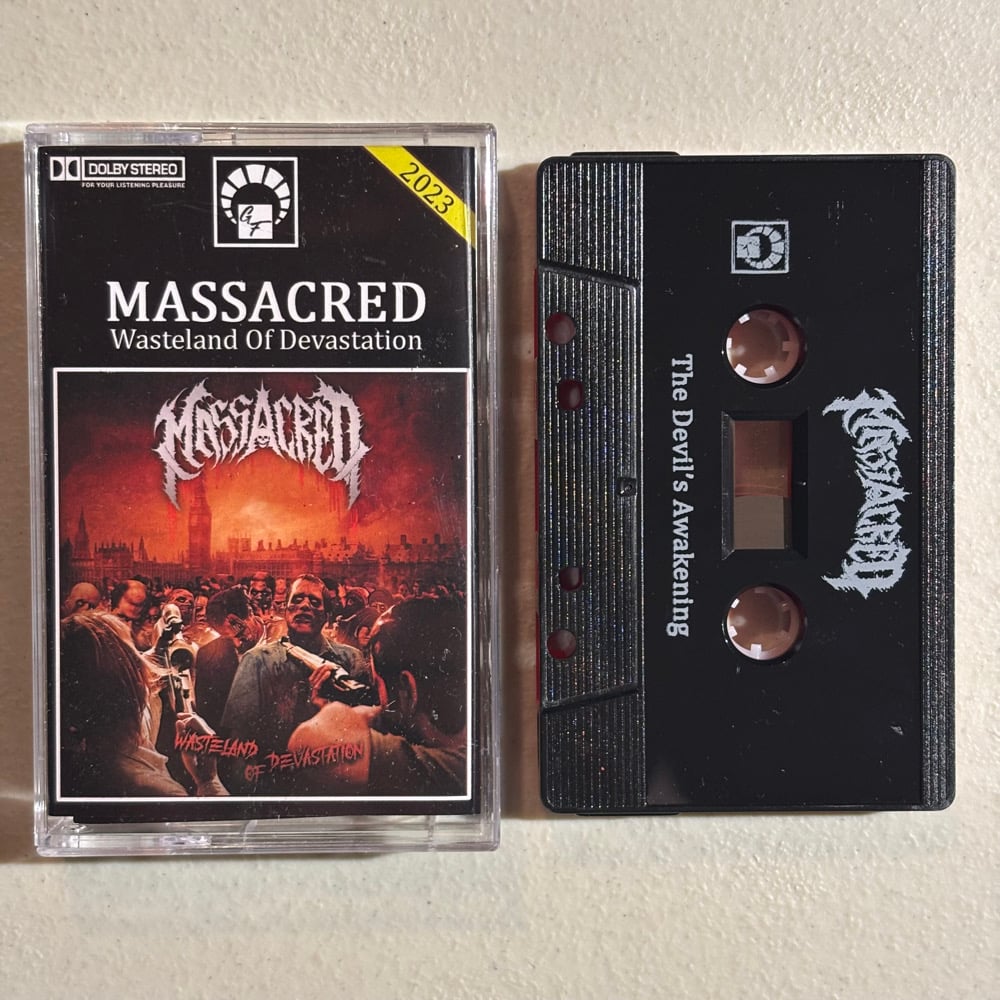 DOLBY STEREO
FOR YOUR LISTENING PLEASURE
GF
2023
MASSACRED
Wasteland Of Devastation
MASSACRED
WASTELAND
OF DEVASTATION
The Devil's Awakening
MASSACRED